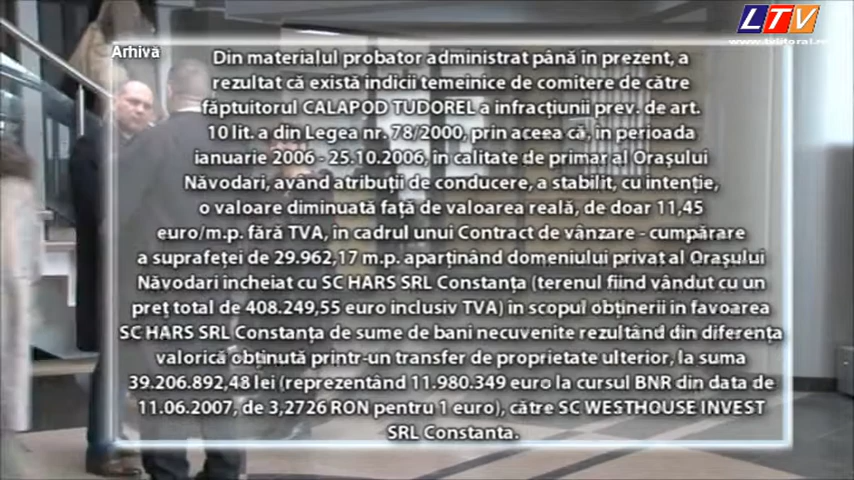 LTV
www.litoral.ro
Arhivă
Din materialul probator administrat până în prezent, a
rezultat că există indicii temeinice de comitere de către
făptuitorul CALAPOD TUDOREL a infracțiunii prev. de art.
10 lit. a din Legea nr. 78/2000, prin aceea că, în perioada
ianuarie 2006 - 25.10.2006, în calitate de primar al Orașului
Năvodari, având atribuții de conducere, a stabilit, cu intenție,
o valoare diminuată față de valoarea reală, de doar 11,45
euro/m.p. fără TVA, în cadrul unui Contract de vânzare - cumpărare
a suprafeței de 29.962,17 m.p. aparținând domeniului privat al Orașului
Năvodari incheiat cu SC HARS SRL Constanța (terenul fiind vândut cu un
preț total de 408.249,55 euro inclusiv TVA) în scopul obținerii in favoarea
SC HARS SRL Constanța de sume de bani necuvenite rezultând din diferența
valorică obținută printr-un transfer de proprietate ulterior, la suma
39.206.892,48 lei (reprezentând 11.980.349 euro la cursul BNR din data de
11.06.2007, de 3,2726 RON pentru 1 euro), către SC WESTHOUSE INVEST
SRL Constanta.